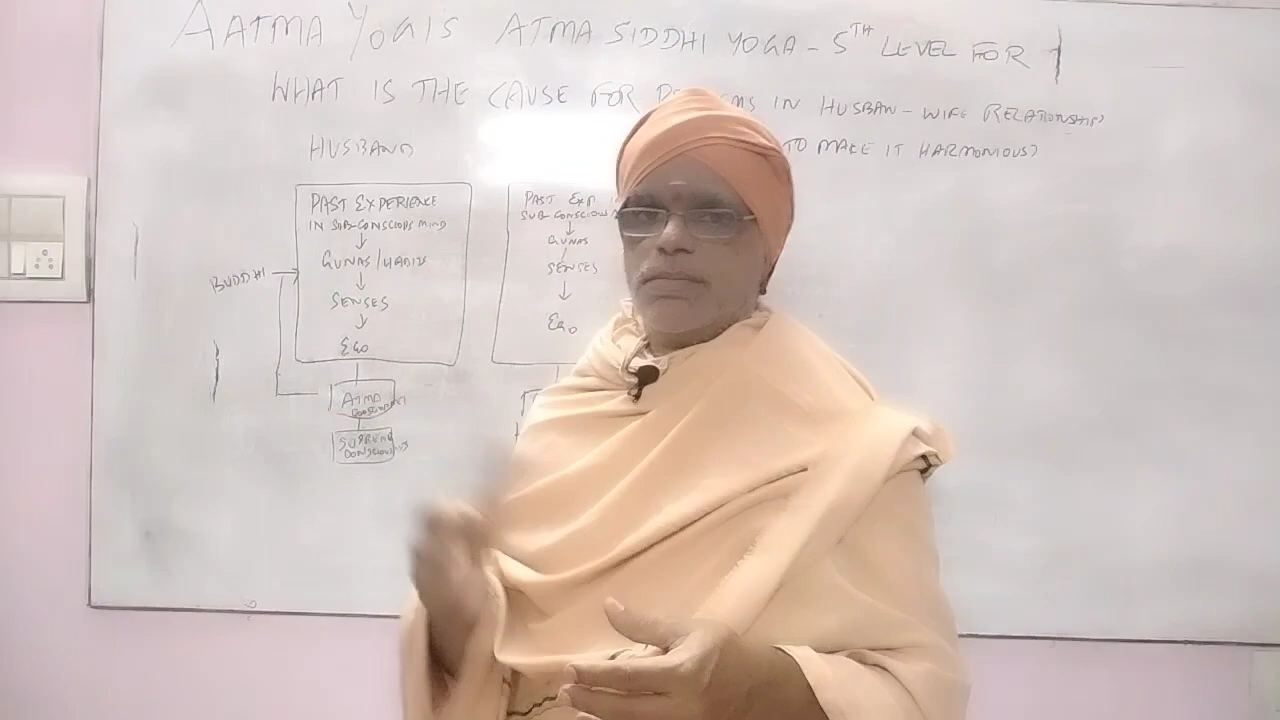 AATMA YOGIS ATMA SIDDHI YOGA - 5TH LEVEL FOR
WHAT IS THE CAUSE FOR MS IN HUSBAN - WIFE RELATIONSHIP
TO MAKE IT HARMONIOUS?
HUSBAND
PAST EXPERIENCE
IN SUB-CONSCIOUS MIND
↓
GUNAS / HABITS
↓
SENSES
↓
EGO
BUDDHI →
ATMA
SUPREME
PAST EXP
SUB-CONSCIOUS
↓
GUNAS
SENSES
↓
EGO